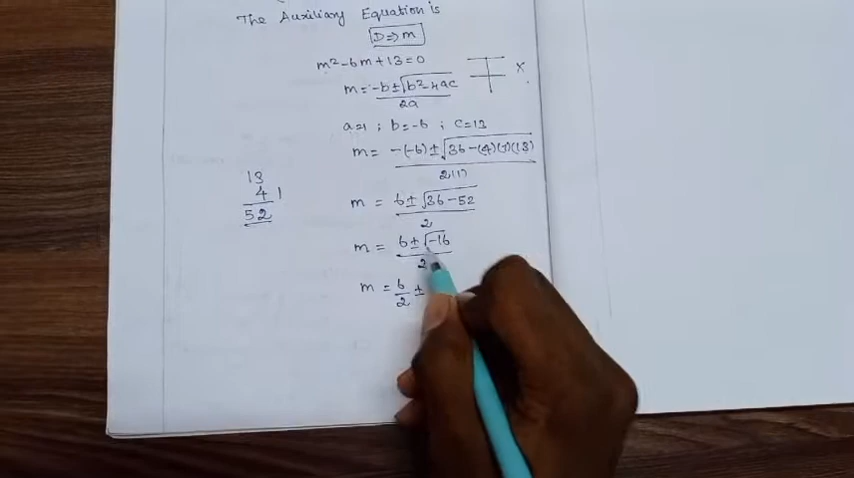 The Auxiliary Equation is
D⇒m
m²-6m+13=0
m = -b±√b²-4ac / 2a
x
a=1 ; b=-6 ; c=13
m = -(-6)±√36-(4)(1)(13) / 2(1)
13
4 1
52
m = 6±√36-52 / 2
m = 6±√-16 / 2
m = 6/2 ±